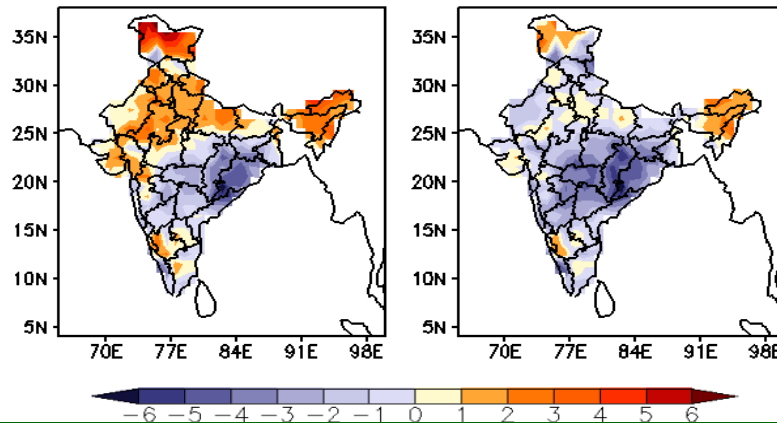 35N 35N
30N 30N
25N 25N
20N 20N
15N 15N
10N 10N
5N 5N
70E 77E 84E 91E 98E 70E 77E 84E 91E 98E
-6 -5 -4 -3 -2 -1 0 1 2 3 4 5 6